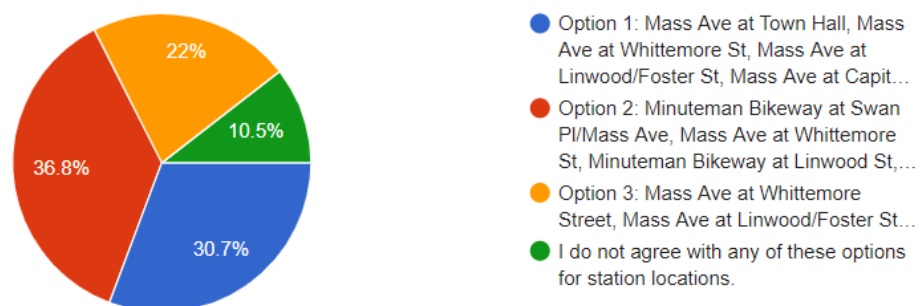 22%
10.5%
36.8%
30.7%
Option 1: Mass Ave at Town Hall, Mass
Ave at Whittemore St, Mass Ave at
Linwood/Foster St, Mass Ave at Capit...
Option 2: Minuteman Bikeway at Swan
Pl/Mass Ave, Mass Ave at Whittemore
St, Minuteman Bikeway at Linwood St,...
Option 3: Mass Ave at Whittemore
Street, Mass Ave at Linwood/Foster St...
I do not agree with any of these options
for station locations.